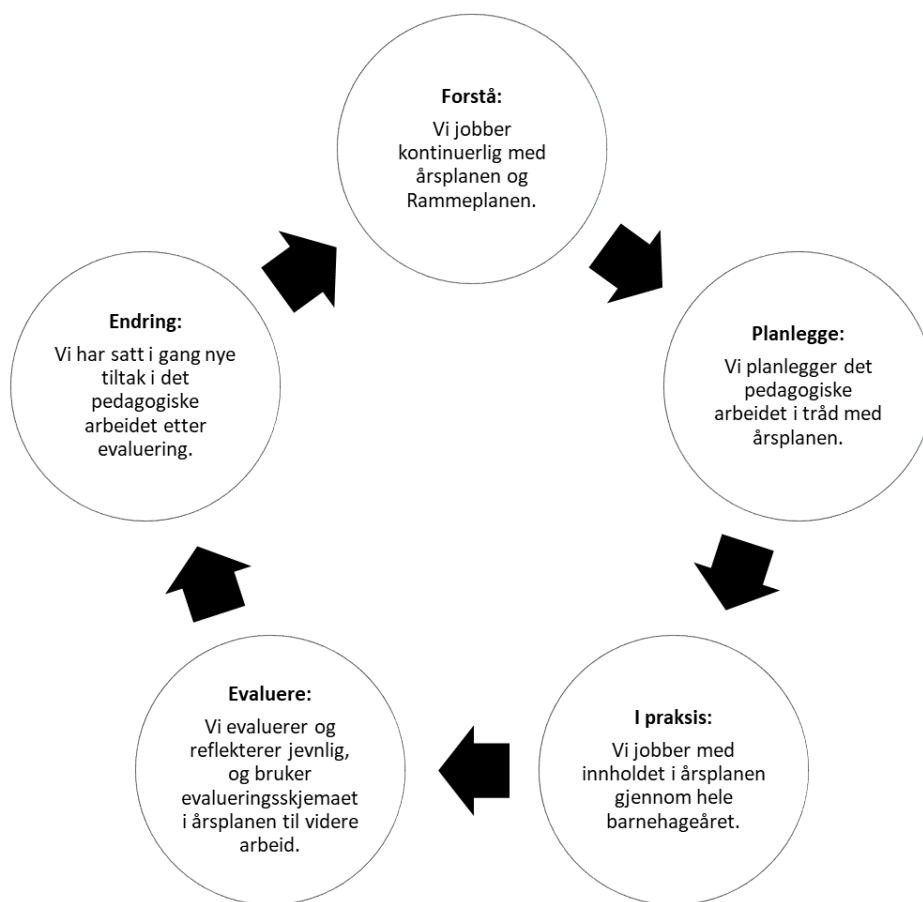 Forstå:
Vi jobber
kontinuerlig med
årsplanen og
Rammeplanen.
Planlegge:
Vi planlegger det
pedagogiske
arbeidet i tråd med
årsplanen.
I praksis:
Vi jobber med
innholdet i årsplanen
gjennom hele
barnehageåret.
Evaluere:
Vi evaluerer og
reflekterer jevnlig,
og bruker
evalueringsskjemaet
i årsplanen til videre
arbeid.
Endring:
Vi har satt i gang nye
tiltak i det
pedagogiske
arbeidet etter
evaluering.